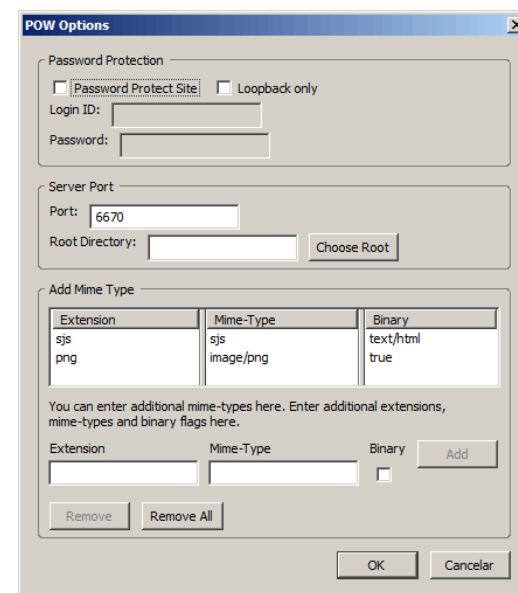 POW Options
Password Protection
Password Protect Site Loopback only
Login ID:
Password:
Server Port
Port: 6670
Root Directory: Choose Root
Add Mime Type
Extension Mime-Type Binary
sjs sjs text/html
png image/png true
You can enter additional mime-types here. Enter additional extensions,
mime-types and binary flags here.
Extension Mime-Type Binary Add
Remove Remove All
OK Cancelar